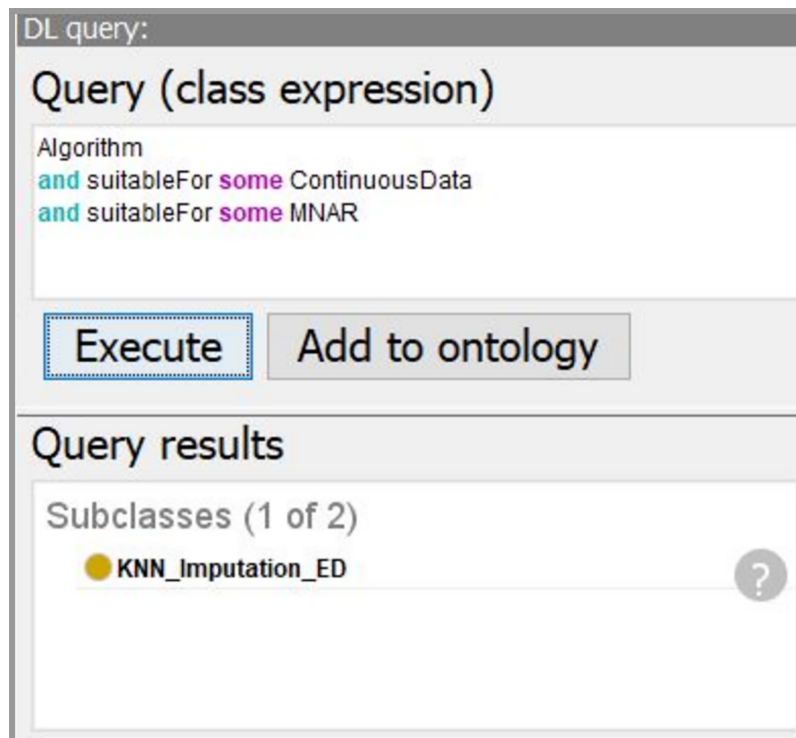 DL query:
Query (class expression)
Algorithm
and suitableFor some ContinuousData
and suitableFor some MNAR
Execute
Add to ontology
Query results
Subclasses (1 of 2)
KNN_Imputation_ED
?